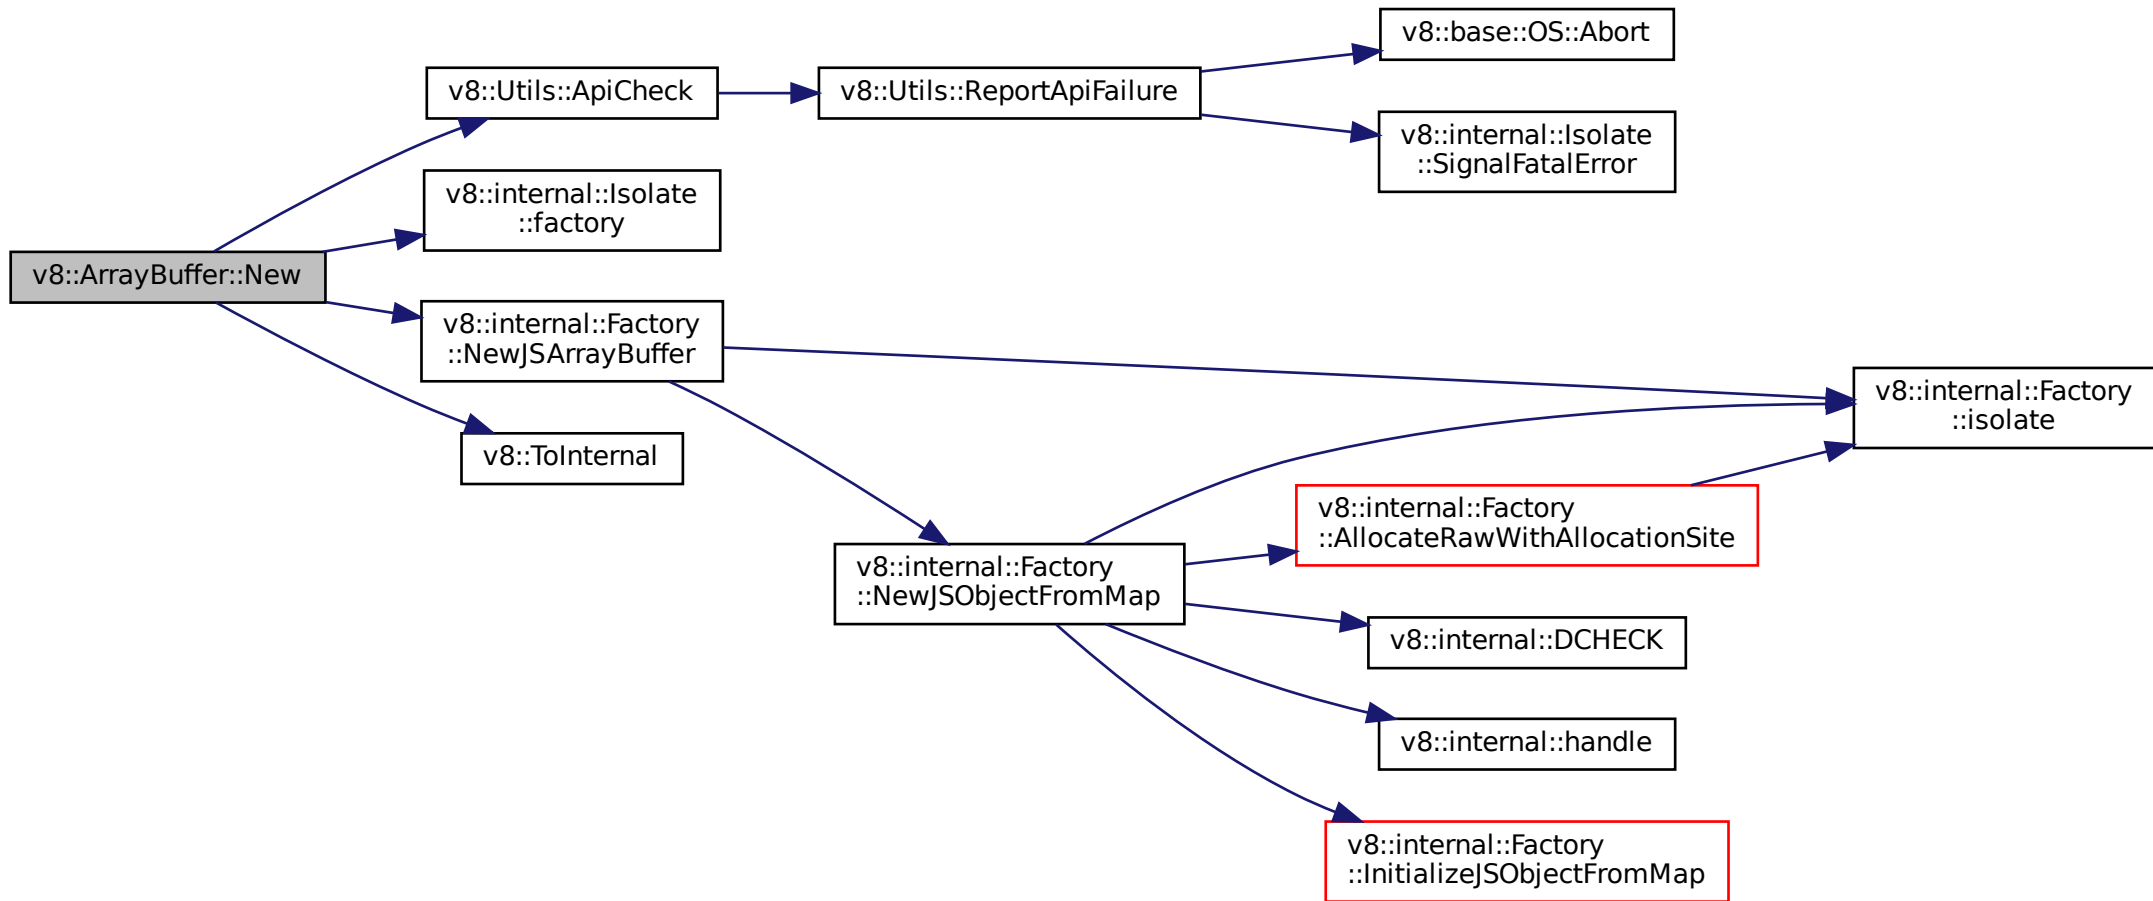 v8::ArrayBuffer::New
v8::Utils::ApiCheck
v8::internal::Isolate
::factory
v8::internal::Factory
::NewJSArrayBuffer
v8::ToInternal
v8::Utils::ReportApiFailure
v8::internal::Factory
::NewJSObjectFromMap
v8::base::OS::Abort
v8::internal::Isolate
::SignalFatalError
v8::internal::Factory
::AllocateRawWithAllocationSite
v8::internal::DCHECK
v8::internal::handle
v8::internal::Factory
::InitializeJSObjectFromMap
v8::internal::Factory
::isolate